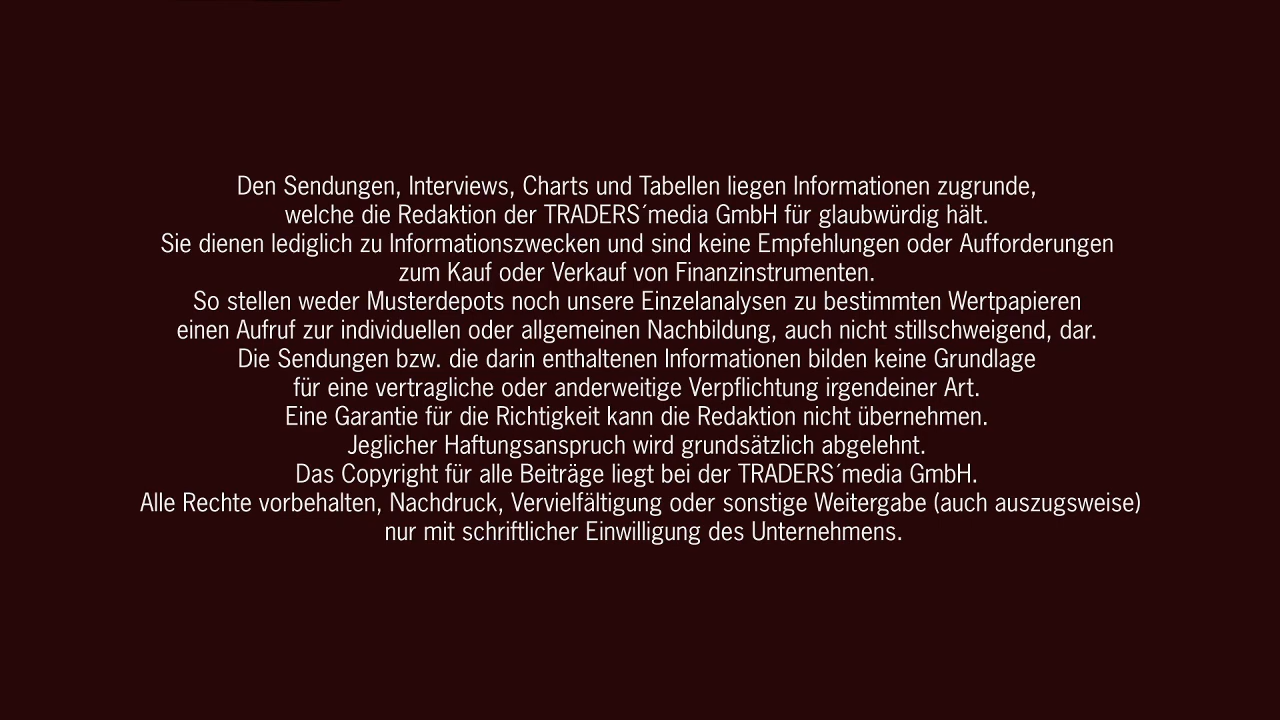 Den Sendungen, Interviews, Charts und Tabellen liegen Informationen zugrunde,
welche die Redaktion der TRADERS´media GmbH für glaubwürdig hält.
Sie dienen lediglich zu Informationszwecken und sind keine Empfehlungen oder Aufforderungen
zum Kauf oder Verkauf von Finanzinstrumenten.
So stellen weder Musterdepots noch unsere Einzelanalysen zu bestimmten Wertpapieren
einen Aufruf zur individuellen oder allgemeinen Nachbildung, auch nicht stillschweigend, dar.
Die Sendungen bzw. die darin enthaltenen Informationen bilden keine Grundlage
für eine vertragliche oder anderweitige Verpflichtung irgendeiner Art.
Eine Garantie für die Richtigkeit kann die Redaktion nicht übernehmen.
Jeglicher Haftungsanspruch wird grundsätzlich abgelehnt.
Das Copyright für alle Beiträge liegt bei der TRADERS´media GmbH.
Alle Rechte vorbehalten, Nachdruck, Vervielfältigung oder sonstige Weitergabe (auch auszugsweise)
nur mit schriftlicher Einwilligung des Unternehmens.